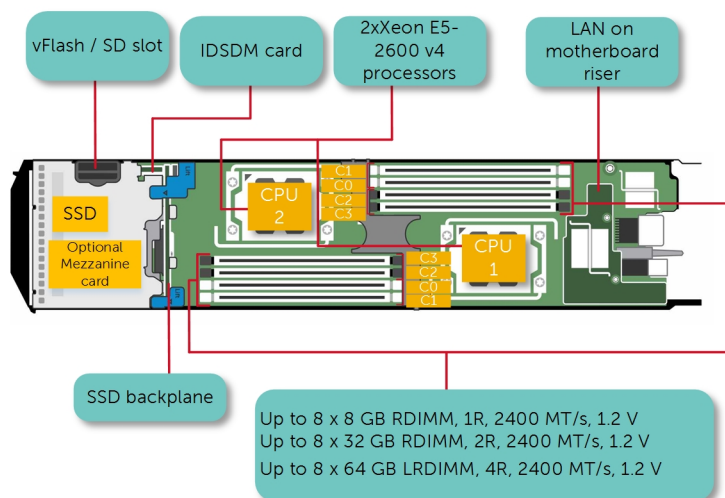 vFlash / SD slot
IDSDM card
2xXeon E5-
2600 v4
processors
LAN on
motherboard
riser
SSD
Optional
Mezzanine
card
CPU
2
C1
C0
C2
C3
CPU
1
C3
C2
C0
C1
SSD backplane
Up to 8 x 8 GB RDIMM, 1R, 2400 MT/s, 1.2 V
Up to 8 x 32 GB RDIMM, 2R, 2400 MT/s, 1.2 V
Up to 8 x 64 GB LRDIMM, 4R, 2400 MT/s, 1.2 V